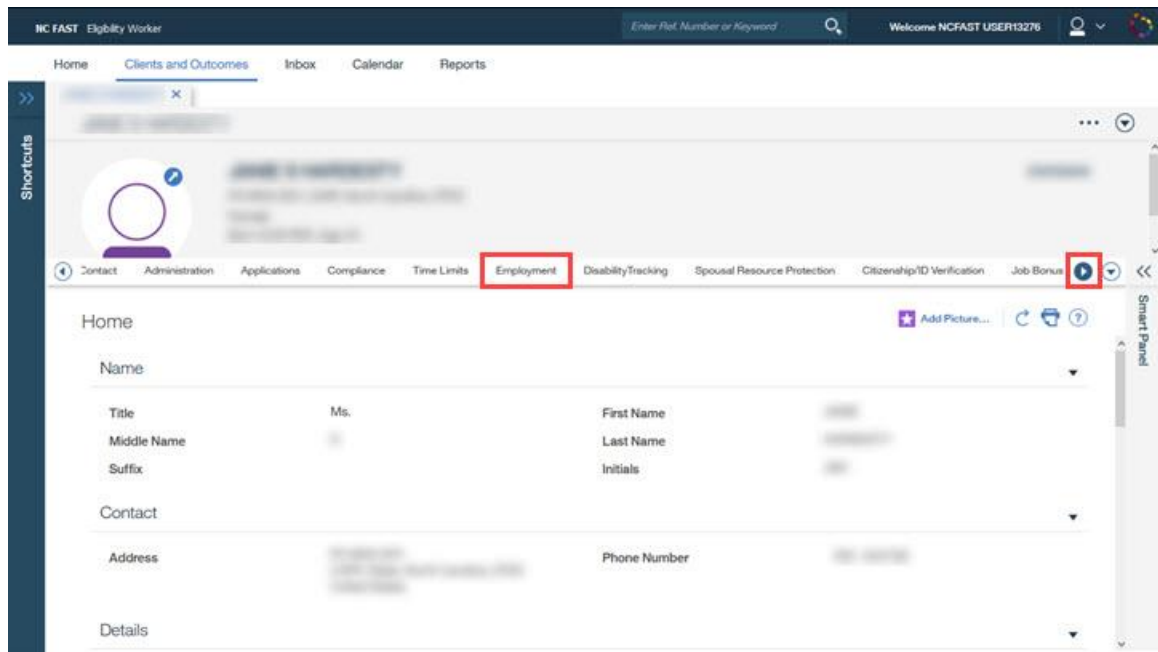 NC FAST Eligibility Worker Enter Ref. Number or Keyword Welcome NCFAST USER13276
Home Clients and Outcomes Inbox Calendar Reports
Shortcuts
Contact Administration Applications Compliance Time Limits Employment DisabilityTracking Spousal Resource Protection Citizenship/ID Verification Job Bonus
Smart Panel
Home Add Picture...
Name
Title Ms. First Name
Middle Name Last Name
Suffix Initials
Contact
Address Phone Number
Details